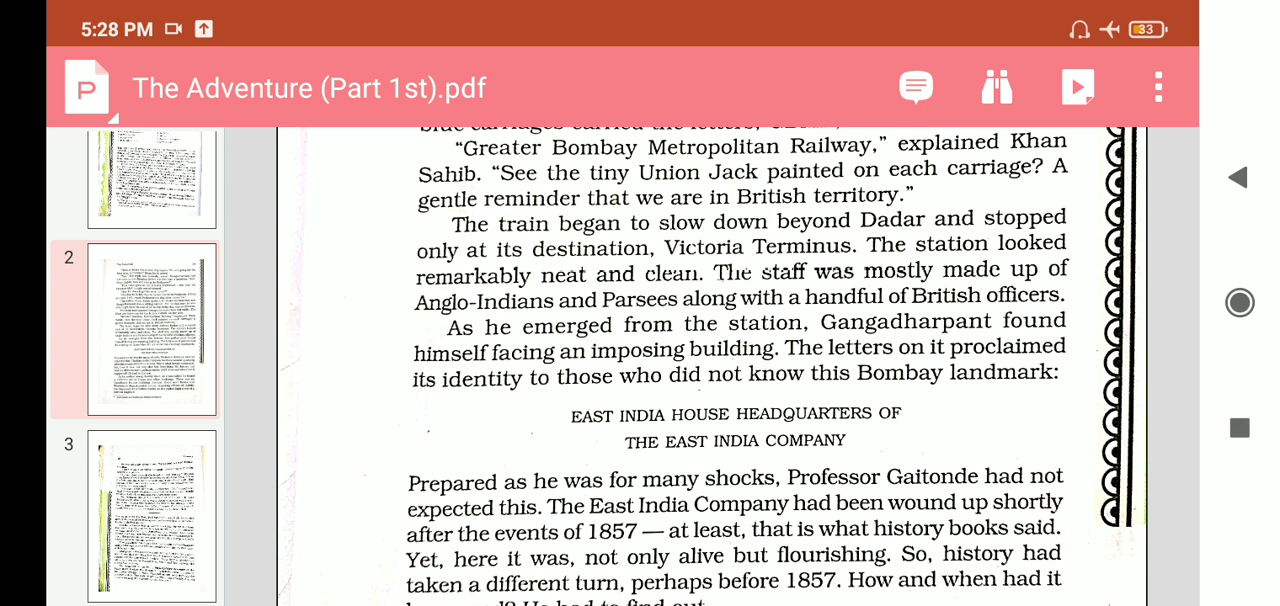 5:28 PM
33
The Adventure (Part 1st).pdf
"Greater Bombay Metropolitan Railway," explained Khan
Sahib. "See the tiny Union Jack painted on each carriage? A
gentle reminder that we are in British territory."
The train began to slow down beyond Dadar and stopped
only at its destination, Victoria Terminus. The station looked
remarkably neat and clean. The staff was mostly made up of
Anglo-Indians and Parsees along with a handful of British officers.
As he emerged from the station, Gangadharpant found
himself facing an imposing building. The letters on it proclaimed
its identity to those who did not know this Bombay landmark:
EAST INDIA HOUSE HEADQUARTERS OF
THE EAST INDIA COMPANY
Prepared as he was for many shocks, Professor Gaitonde had not
expected this. The East India Company had been wound up shortly
after the events of 1857 — at least, that is what history books said.
Yet, here it was, not only alive but flourishing. So, history had
taken a different turn, perhaps before 1857. How and when had it
2
3